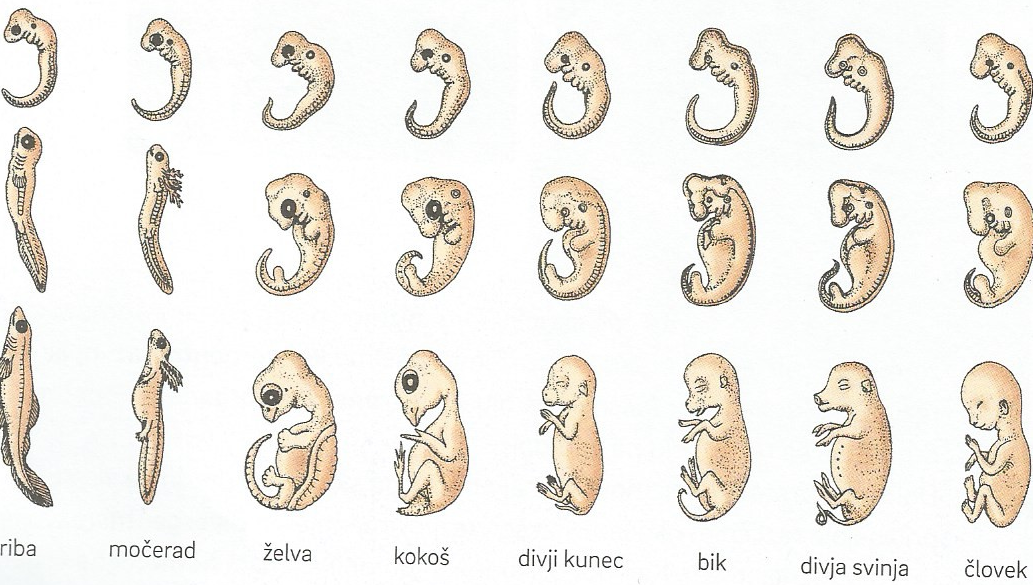 riba
močerad
želva
kokoš
divji kunec
bik
divja svinja
človek